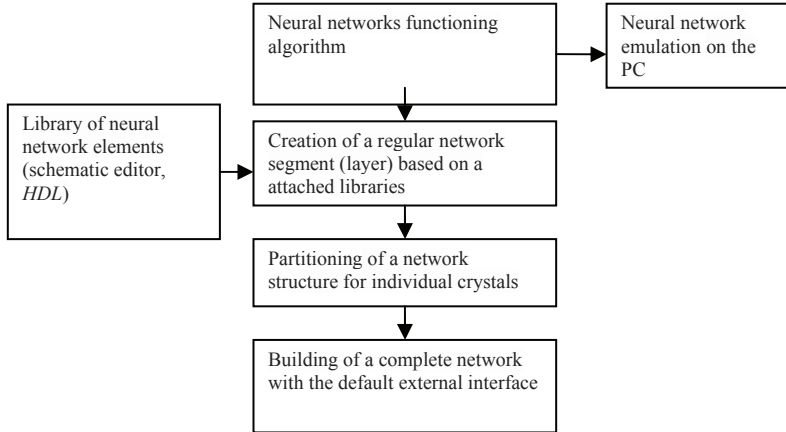 Neural networks functioning
algorithm
Neural network
emulation on the
PC
Library of neural
network elements
(schematic editor,
HDL)
Creation of a regular network
segment (layer) based on a
attached libraries
Partitioning of a network
structure for individual crystals
Building of a complete network
with the default external interface